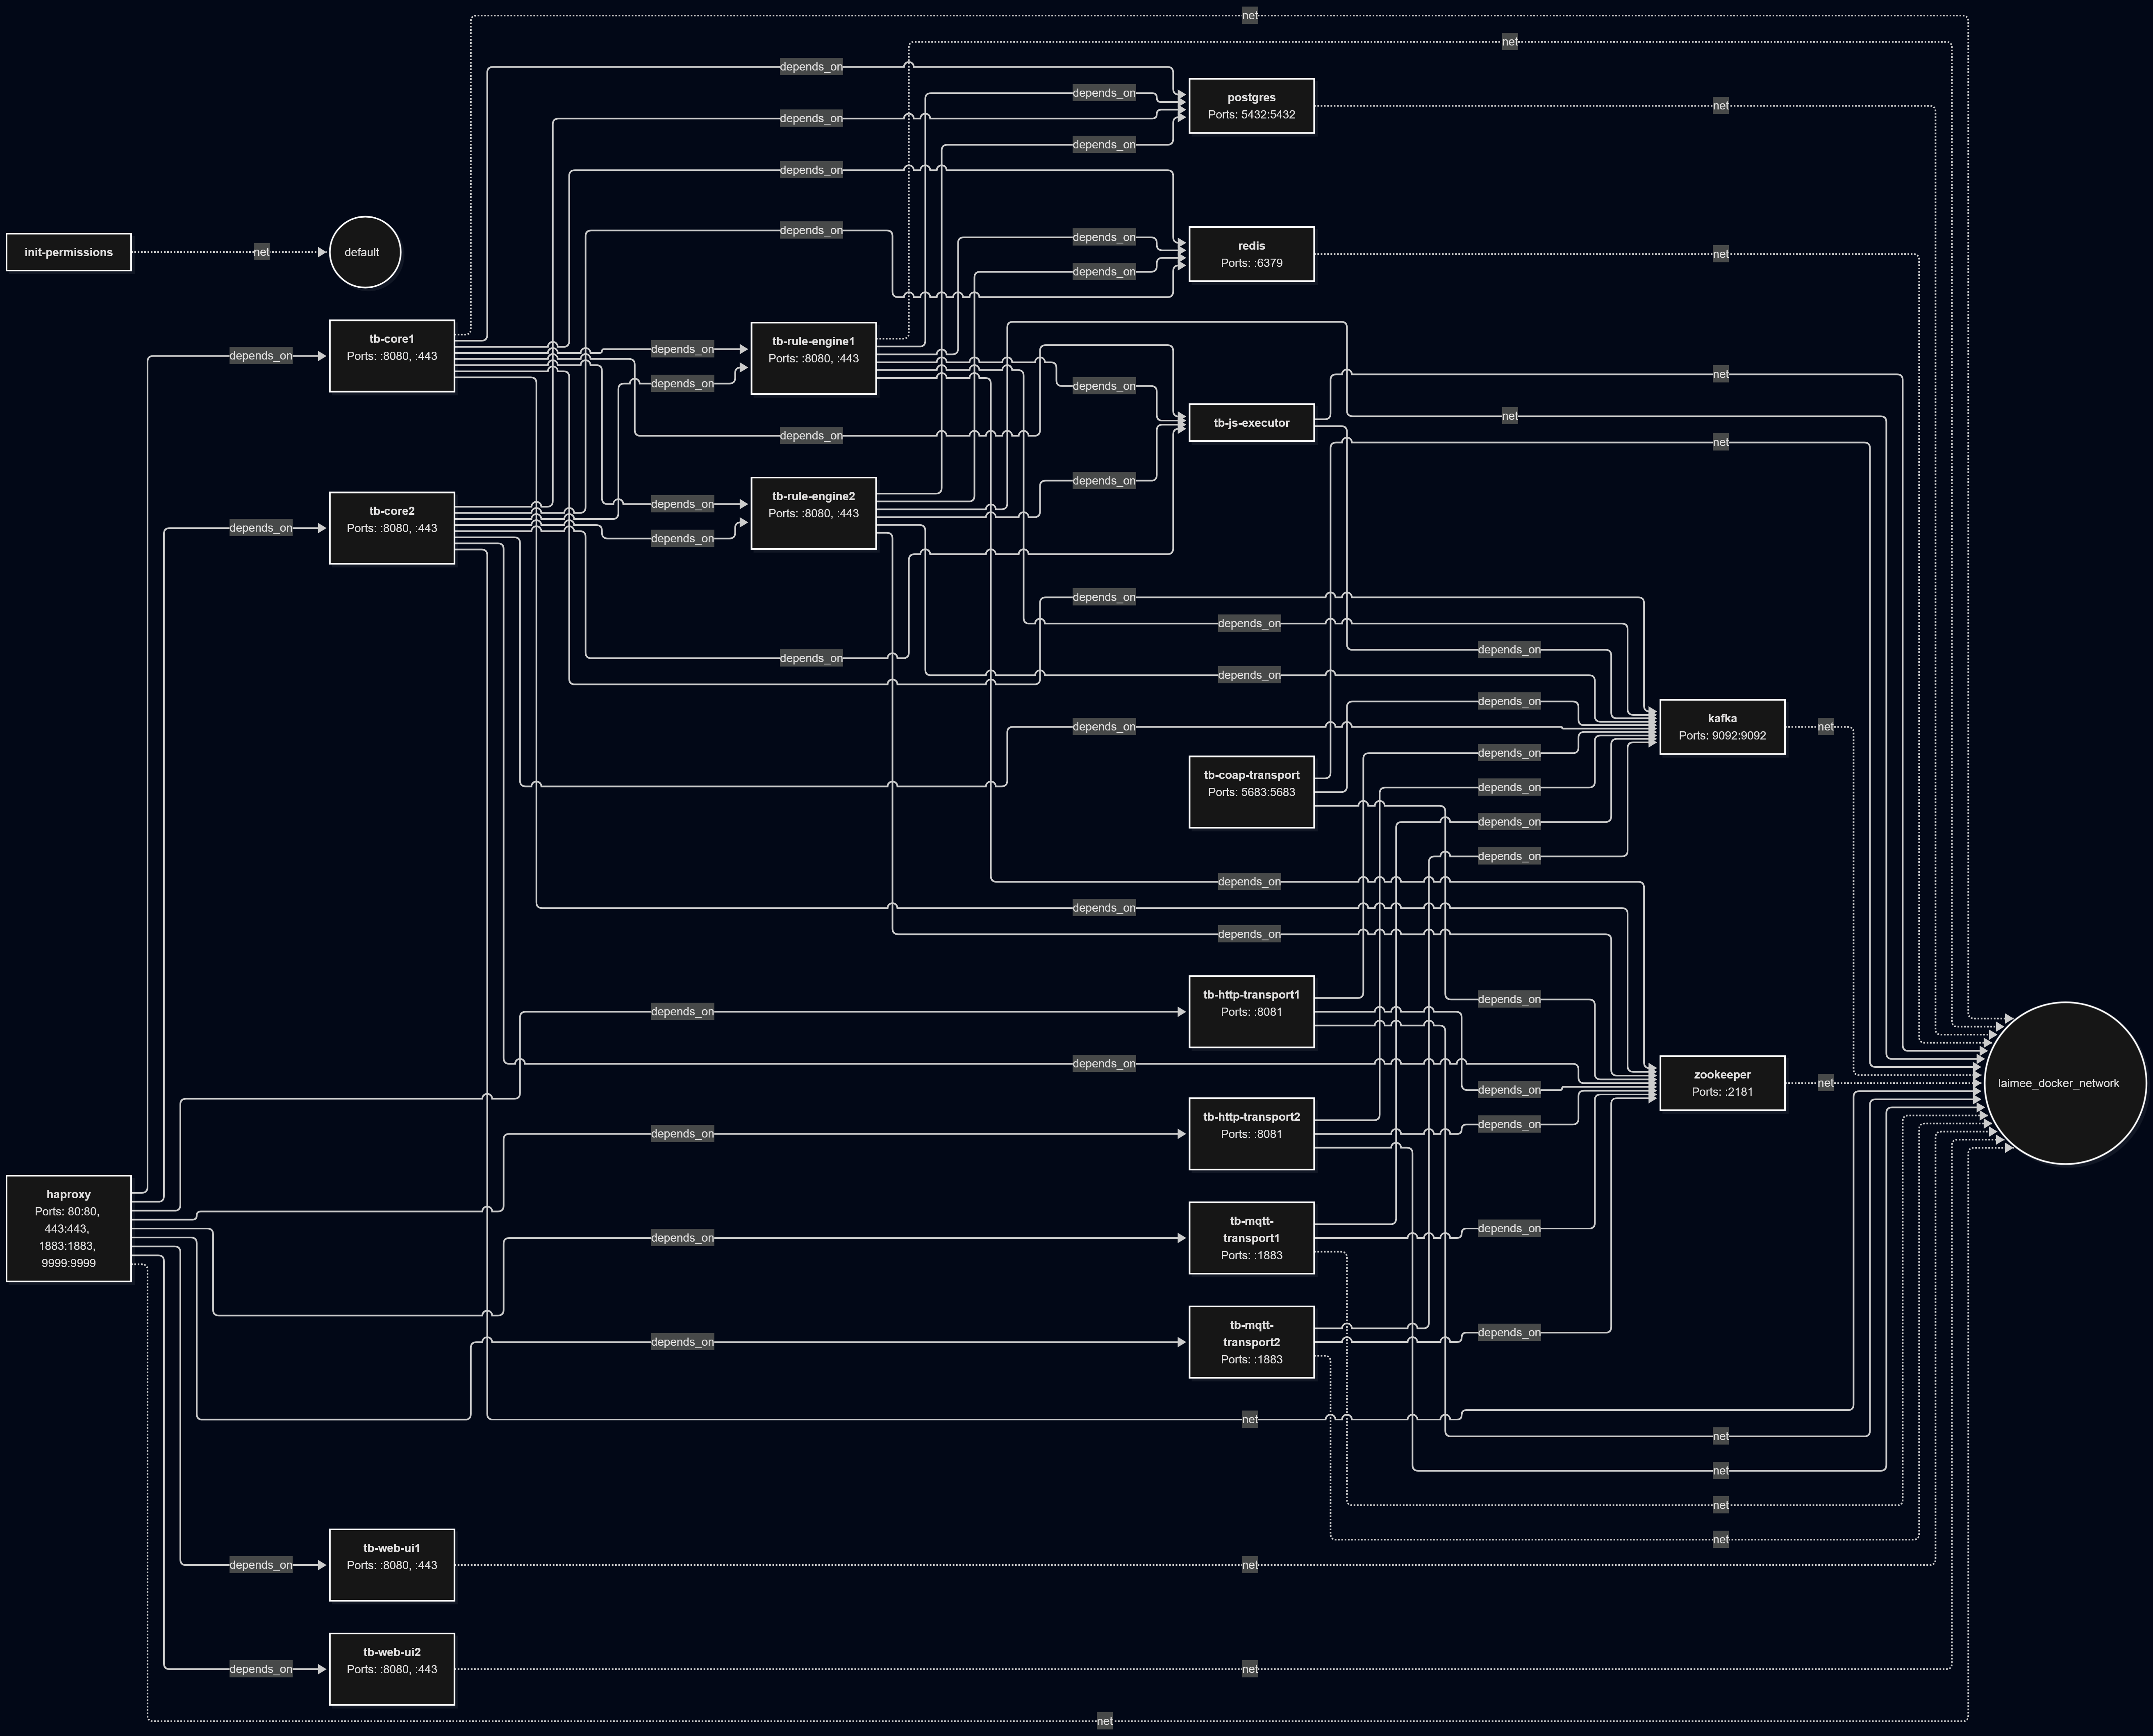 net
net
depends_on
depends_on
postgres
Ports: 5432:5432
net
depends_on
depends_on
depends_on
depends_on
depends_on
redis
Ports: :6379
net
init-permissions
net
default
depends_on
depends_on
tb-core1
Ports: :8080, :443
tb-rule-engine1
Ports: :8080, :443
depends_on
net
depends_on
depends_on
net
tb-js-executor
depends_on
net
depends_on
tb-rule-engine2
Ports: :8080, :443
depends_on
depends_on
tb-core2
Ports: :8080, :443
depends_on
depends_on
depends_on
depends_on
depends_on
depends_on
depends_on
kafka
Ports: 9092:9092
depends_on
net
depends_on
tb-coap-transport
Ports: 5683:5683
depends_on
depends_on
depends_on
depends_on
depends_on
depends_on
tb-http-transport1
Ports: :8081
depends_on
depends_on
depends_on
zookeeper
Ports: :2181
net
laimee_docker_network
depends_on
tb-http-transport2
Ports: :8081
depends_on
depends_on
haproxy
Ports: 80:80,
443:443,
1883:1883,
9999:9999
depends_on
tb-mqtt-
transport1
Ports: :1883
depends_on
depends_on
tb-mqtt-
transport2
Ports: :1883
depends_on
net
net
net
net
net
depends_on
tb-web-ui1
Ports: :8080, :443
net
depends_on
tb-web-ui2
Ports: :8080, :443
net
net